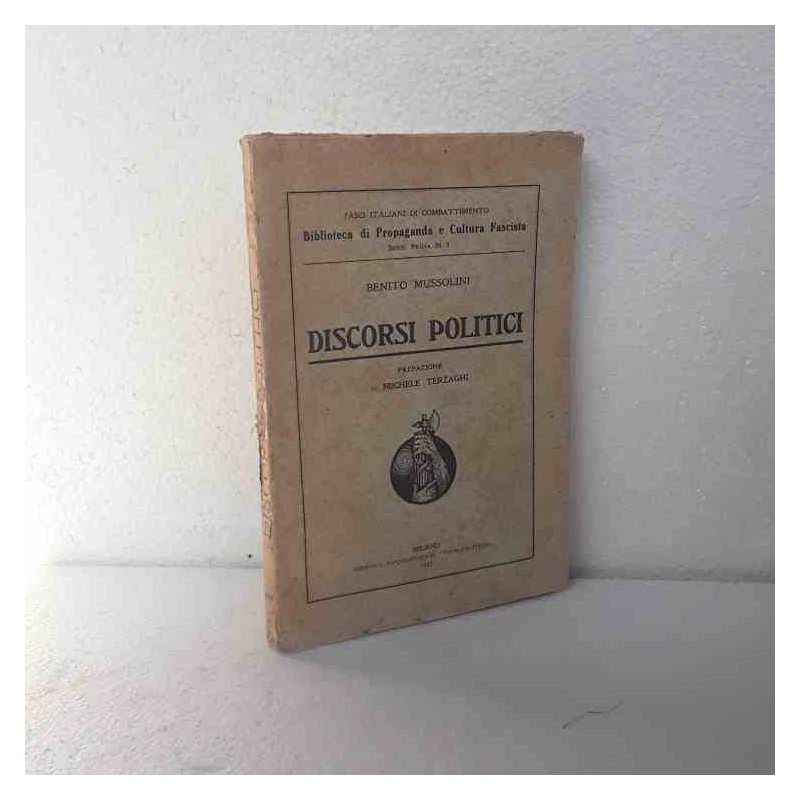 FASCI ITALIANI DI COMBATTIMENTO
Biblioteca di Propaganda e Cultura Fascista
BENITO MUSSOLINI
DISCORSI POLITICI
PREFAZIONE
MICHELE TERZAGHI
MILANO